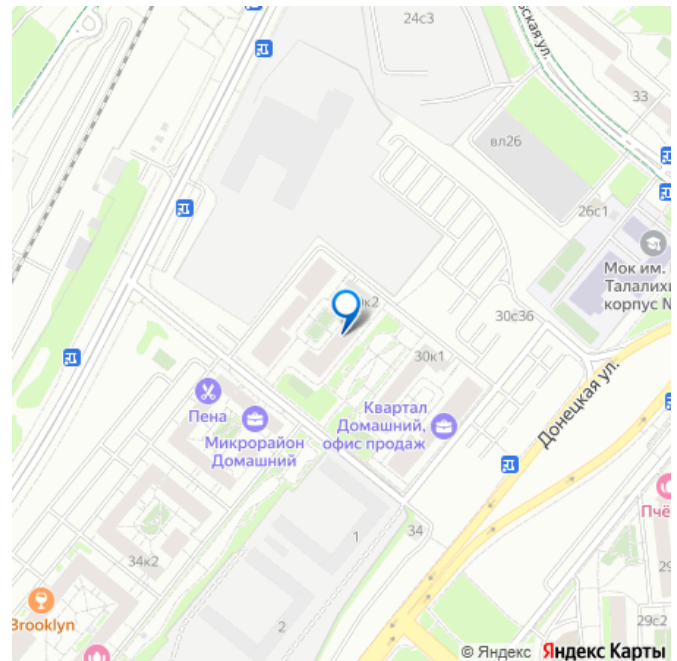 24с3
вская ул.
33
вл26
26с1
Мок им.
Талалих
корпус N
к2
30с36
30к1
Донецкая ул.
Пена
Микрорайон
Домашний
Квартал
Домашний,
офис продаж
34
1
Пчё
34к2
29
Brooklyn
2
29с2
© Яндекс Яндекс Карты